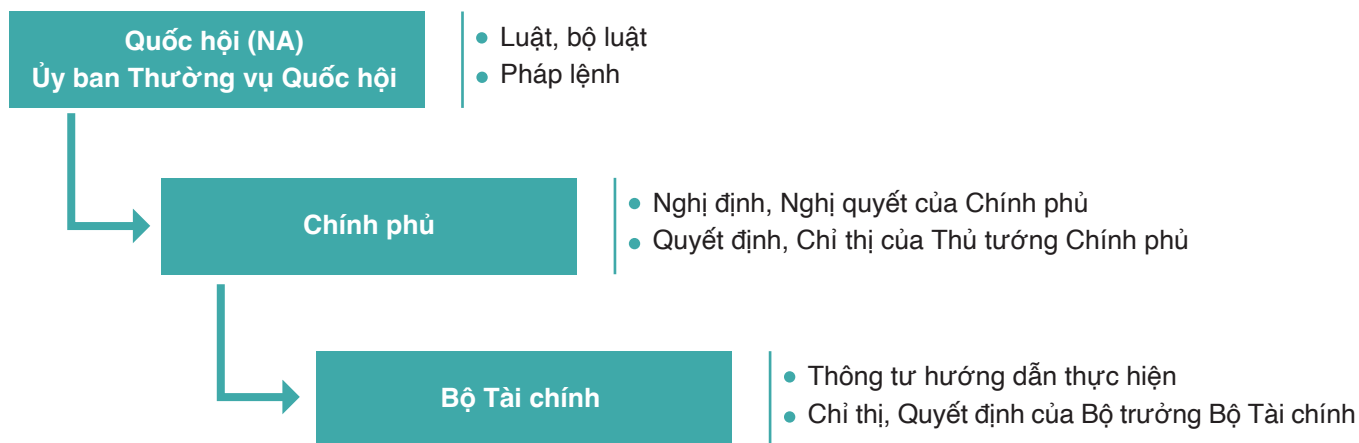 Quốc hội (NA)
Ủy ban Thường vụ Quốc hội
Luật, bộ luật
Pháp lệnh
Chính phủ
Nghị định, Nghị quyết của Chính phủ
Quyết định, Chỉ thị của Thủ tướng Chính phủ
Bộ Tài chính
Thông tư hướng dẫn thực hiện
Chỉ thị, Quyết định của Bộ trưởng Bộ Tài chính